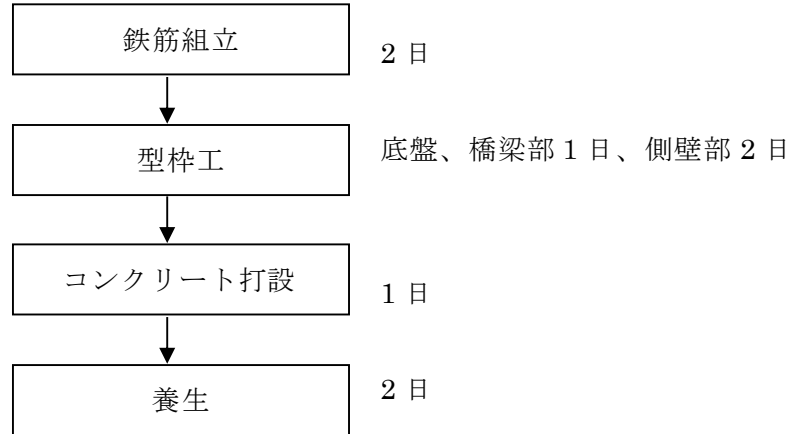 鉄筋組立
2 日
型枠工
底盤、橋梁部 1 日、側壁部 2 日
コンクリート打設
1 日
養生
2 日